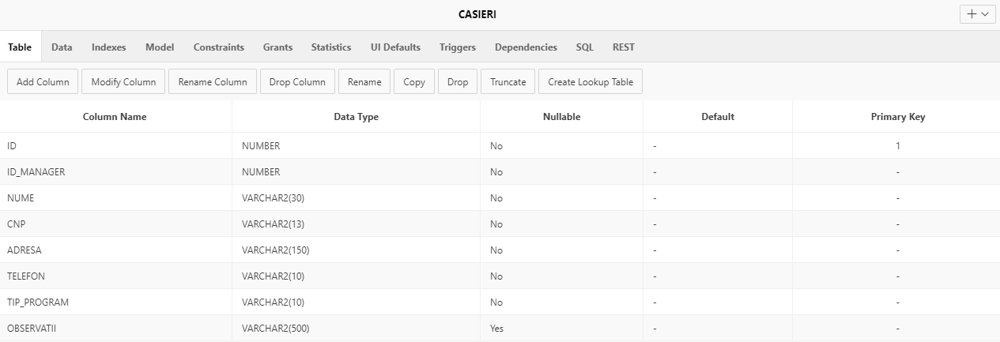 CASIERI
Table Data Indexes Model Constraints Grants Statistics UI Defaults Triggers Dependencies SQL REST
Add Column Modify Column Rename Column Drop Column Rename Copy Drop Truncate Create Lookup Table
Column Name Data Type Nullable Default Primary Key
ID NUMBER No - 1
ID_MANAGER NUMBER No - -
NUME VARCHAR2(30) No - -
CNP VARCHAR2(13) No - -
ADRESA VARCHAR2(150) No - -
TELEFON VARCHAR2(10) No - -
TIP_PROGRAM VARCHAR2(10) No - -
OBSERVATII VARCHAR2(500) Yes - -